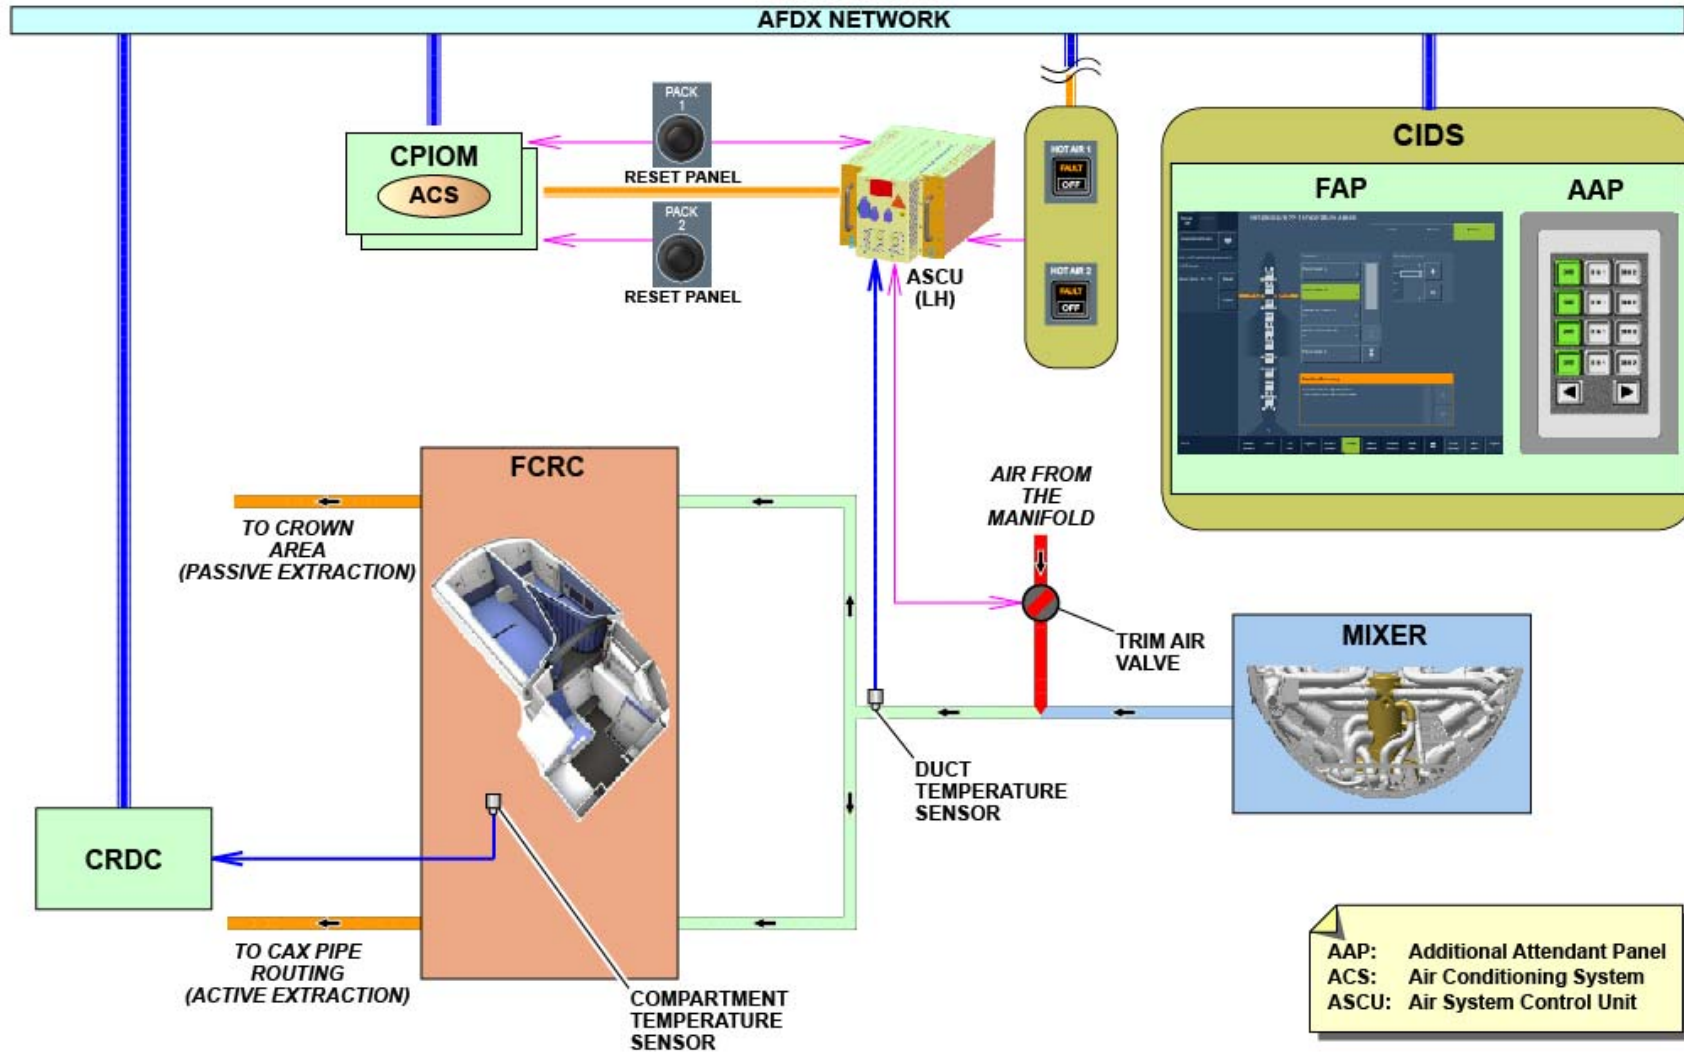 AFDX NETWORK
PACK
1
RESET PANEL
CPIOM
ACS
PACK
2
RESET PANEL
ASCU
(LH)
HOT AIR 1
FAULT
OFF
HOT AIR 2
FAULT
OFF
CIDS
FAP
AAP
FCRC
TO CROWN
AREA
(PASSIVE EXTRACTION)
AIR FROM
THE
MANIFOLD
TRIM AIR
VALVE
MIXER
DUCT
TEMPERATURE
SENSOR
CRDC
TO CAX PIPE
ROUTING
(ACTIVE EXTRACTION)
COMPARTMENT
TEMPERATURE
SENSOR
AAP: Additional Attendant Panel
ACS: Air Conditioning System
ASCU: Air System Control Unit